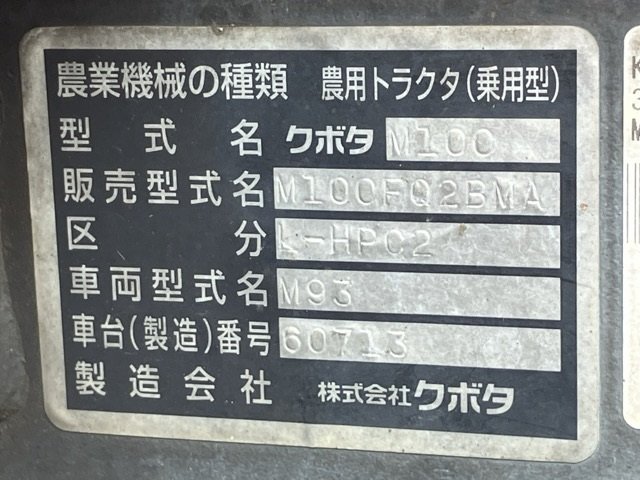 農業機械の種類 農用トラクタ(乗用型)
型式名 クボタ M100
販売型式名 M100FQ2BMA
区分 K-HPC2
車両型式名 M93
車台(製造)番号 60713
製造会社 株式会社クボタ
K
3
M